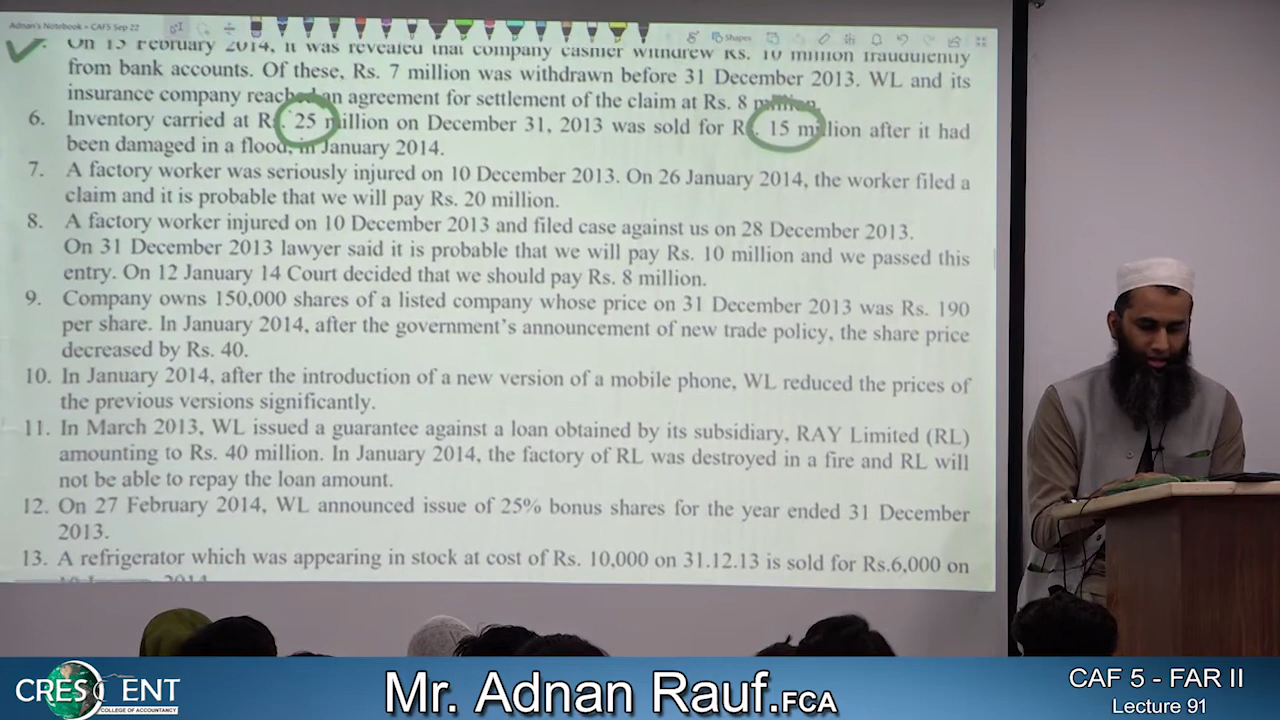 Adnan's Notebook » CAF5 Sep 22
Shapes
On 15 February 2014, it was revealed that company cashier withdrew Rs. 10 million fraudulently
from bank accounts. Of these, Rs. 7 million was withdrawn before 31 December 2013. WL and its
insurance company reached an agreement for settlement of the claim at Rs. 8 million.
6. Inventory carried at Rs. 25 million on December 31, 2013 was sold for Rs. 15 million after it had
been damaged in a flood, in January 2014.
7. A factory worker was seriously injured on 10 December 2013. On 26 January 2014, the worker filed a
claim and it is probable that we will pay Rs. 20 million.
8. A factory worker injured on 10 December 2013 and filed case against us on 28 December 2013.
On 31 December 2013 lawyer said it is probable that we will pay Rs. 10 million and we passed this
entry. On 12 January 14 Court decided that we should pay Rs. 8 million.
9. Company owns 150,000 shares of a listed company whose price on 31 December 2013 was Rs. 190
per share. In January 2014, after the government's announcement of new trade policy, the share price
decreased by Rs. 40.
10. In January 2014, after the introduction of a new version of a mobile phone, WL reduced the prices of
the previous versions significantly.
11. In March 2013, WL issued a guarantee against a loan obtained by its subsidiary, RAY Limited (RL)
amounting to Rs. 40 million. In January 2014, the factory of RL was destroyed in a fire and RL will
not be able to repay the loan amount.
12. On 27 February 2014, WL announced issue of 25% bonus shares for the year ended 31 December
2013.
13. A refrigerator which was appearing in stock at cost of Rs. 10,000 on 31.12.13 is sold for Rs.6,000 on
CRESCENT
COLLEGE OF ACCOUNTANCY
Mr. Adnan Rauf.FCA
CAF 5 - FAR II
Lecture 91